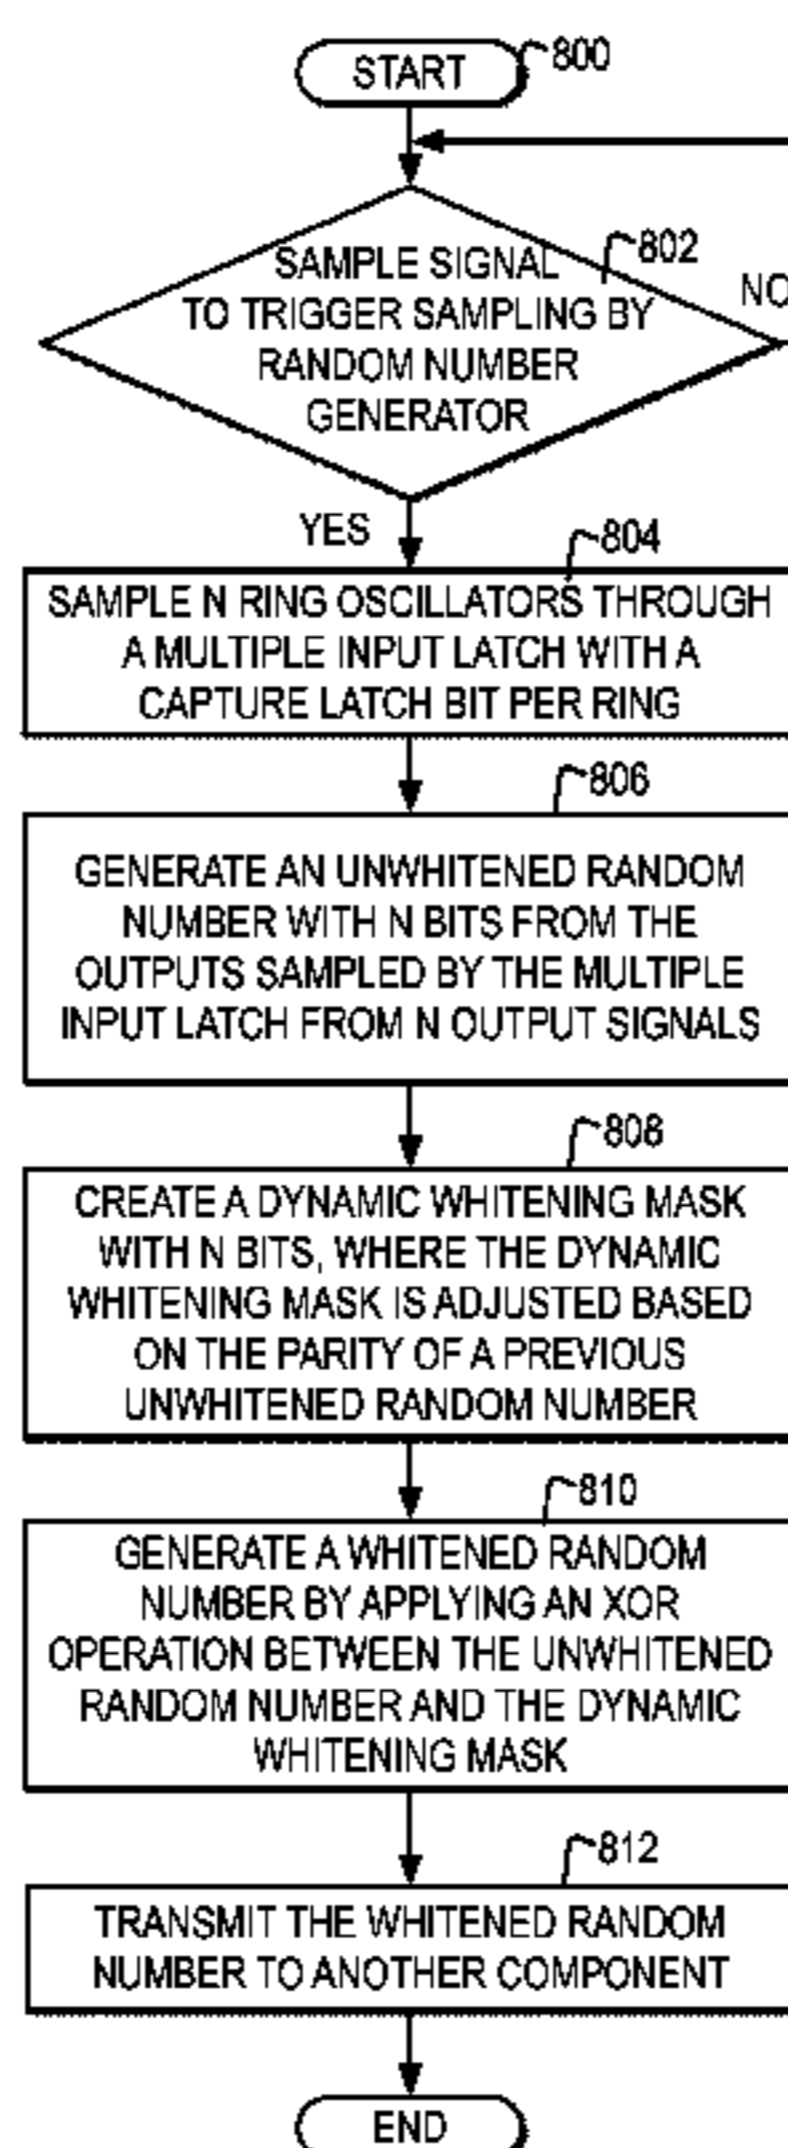 START
800
802
SAMPLE SIGNAL
TO TRIGGER SAMPLING BY
RANDOM NUMBER
GENERATOR
NO
YES
804
SAMPLE N RING OSCILLATORS THROUGH
A MULTIPLE INPUT LATCH WITH A
CAPTURE LATCH BIT PER RING
806
GENERATE AN UNWHITENED RANDOM
NUMBER WITH N BITS FROM THE
OUTPUTS SAMPLED BY THE MULTIPLE
INPUT LATCH FROM N OUTPUT SIGNALS
808
CREATE A DYNAMIC WHITENING MASK
WITH N BITS, WHERE THE DYNAMIC
WHITENING MASK IS ADJUSTED BASED
ON THE PARITY OF A PREVIOUS
UNWHITENED RANDOM NUMBER
810
GENERATE A WHITENED RANDOM
NUMBER BY APPLYING AN XOR
OPERATION BETWEEN THE UNWHITENED
RANDOM NUMBER AND THE DYNAMIC
WHITENING MASK
812
TRANSMIT THE WHITENED RANDOM
NUMBER TO ANOTHER COMPONENT
END